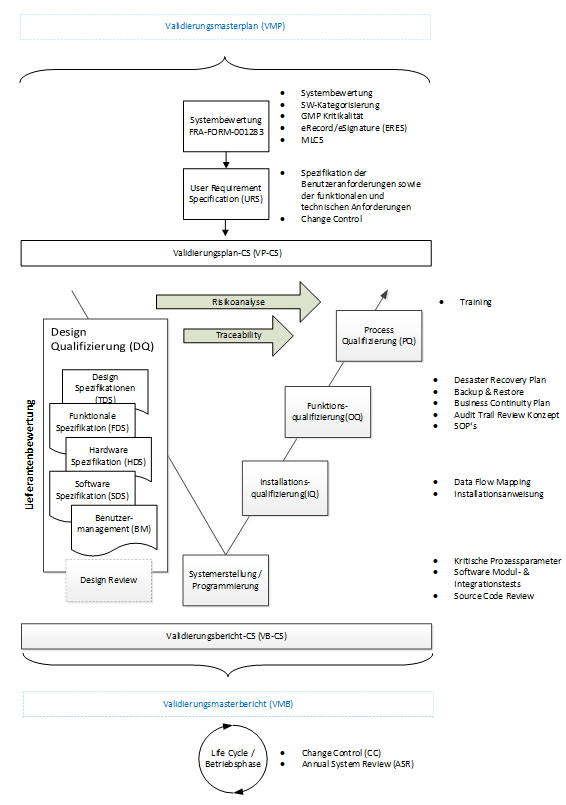 Validierungsmasterplan (VMP)
Systembewertung
FRA-FORM-001283
• Systembewertung
• SW-Kategorisierung
• GMP Kritikalität
• eRecord/eSignature (ERES)
• MLCS
User Requirement
Specification (URS)
• Spezifikation der
Benutzeranforderungen sowie
der funktionalen und
technischen Anforderungen
• Change Control
Validierungsplan-CS (VP-CS)
Risikoanalyse
Traceability
• Training
Design
Qualifizierung (DQ)
Process
Qualifizierung (PQ)
Lieferantenbewertung
Design
Spezifikationen
(TDS)
Funktionale
Spezifikation (FDS)
Hardware
Spezifikation (HDS)
Software
Spezifikation (SDS)
Benutzer-
management (BM)
Design Review
Funktions-
qualifizierung(OQ)
• Desaster Recovery Plan
• Backup & Restore
• Business Continuity Plan
• Audit Trail Review Konzept
• SOP's
Installations-
qualifizierung(IQ)
• Data Flow Mapping
• Installationsanweisung
Systemerstellung /
Programmierung
• Kritische Prozessparameter
• Software Modul- &
Integrationstests
• Source Code Review
Validierungsbericht-CS (VB-CS)
Validierungsmasterbericht (VMB)
Life Cycle /
Betriebsphase
• Change Control (CC)
• Annual System Review (ASR)